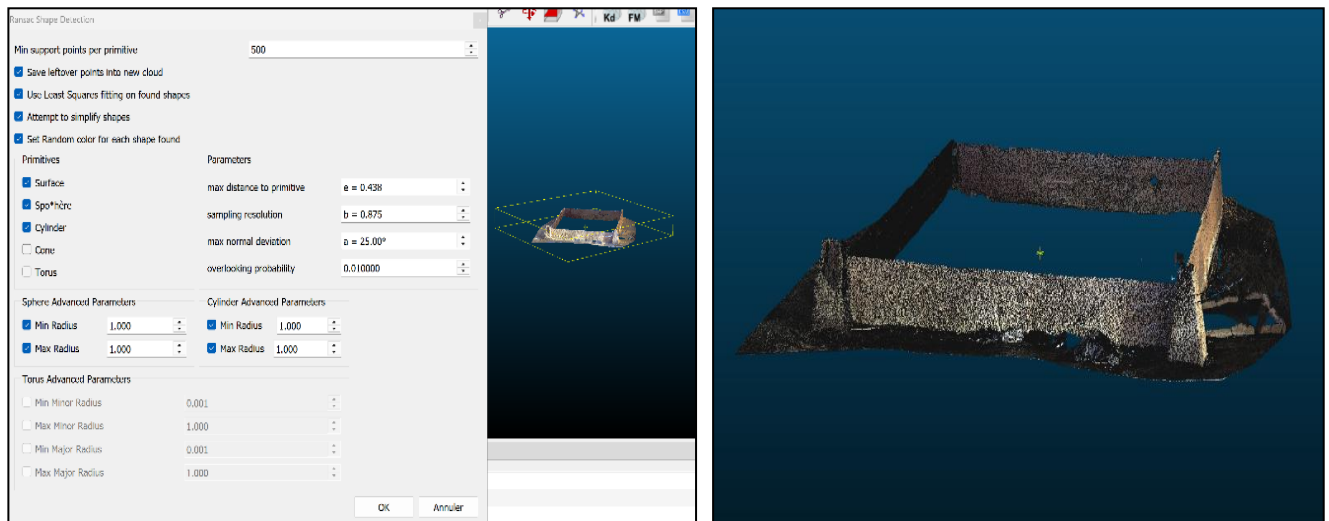 Ransac Shape Detection
Min support points per primitive 500
Save leftover points into new cloud
Use Least Squares fitting on found shapes
Attempt to simplify shapes
Set Random color for each shape found
Primitives Parameters
Surface max distance to primitive e = 0.438
Spo*hère sampling resolution b = 0.875
Cylinder max normal deviation a = 25.00°
Cone overlooking probability 0.010000
Torus
Sphere Advanced Parameters Cylinder Advanced Parameters
Min Radius 1.000 Min Radius 1.000
Max Radius 1.000 Max Radius 1.000
Torus Advanced Parameters
Min Minor Radius 0.001
Max Minor Radius 1.000
Min Major Radius 0.001
Max Major Radius 1.000
OK Annuler
Kd FM